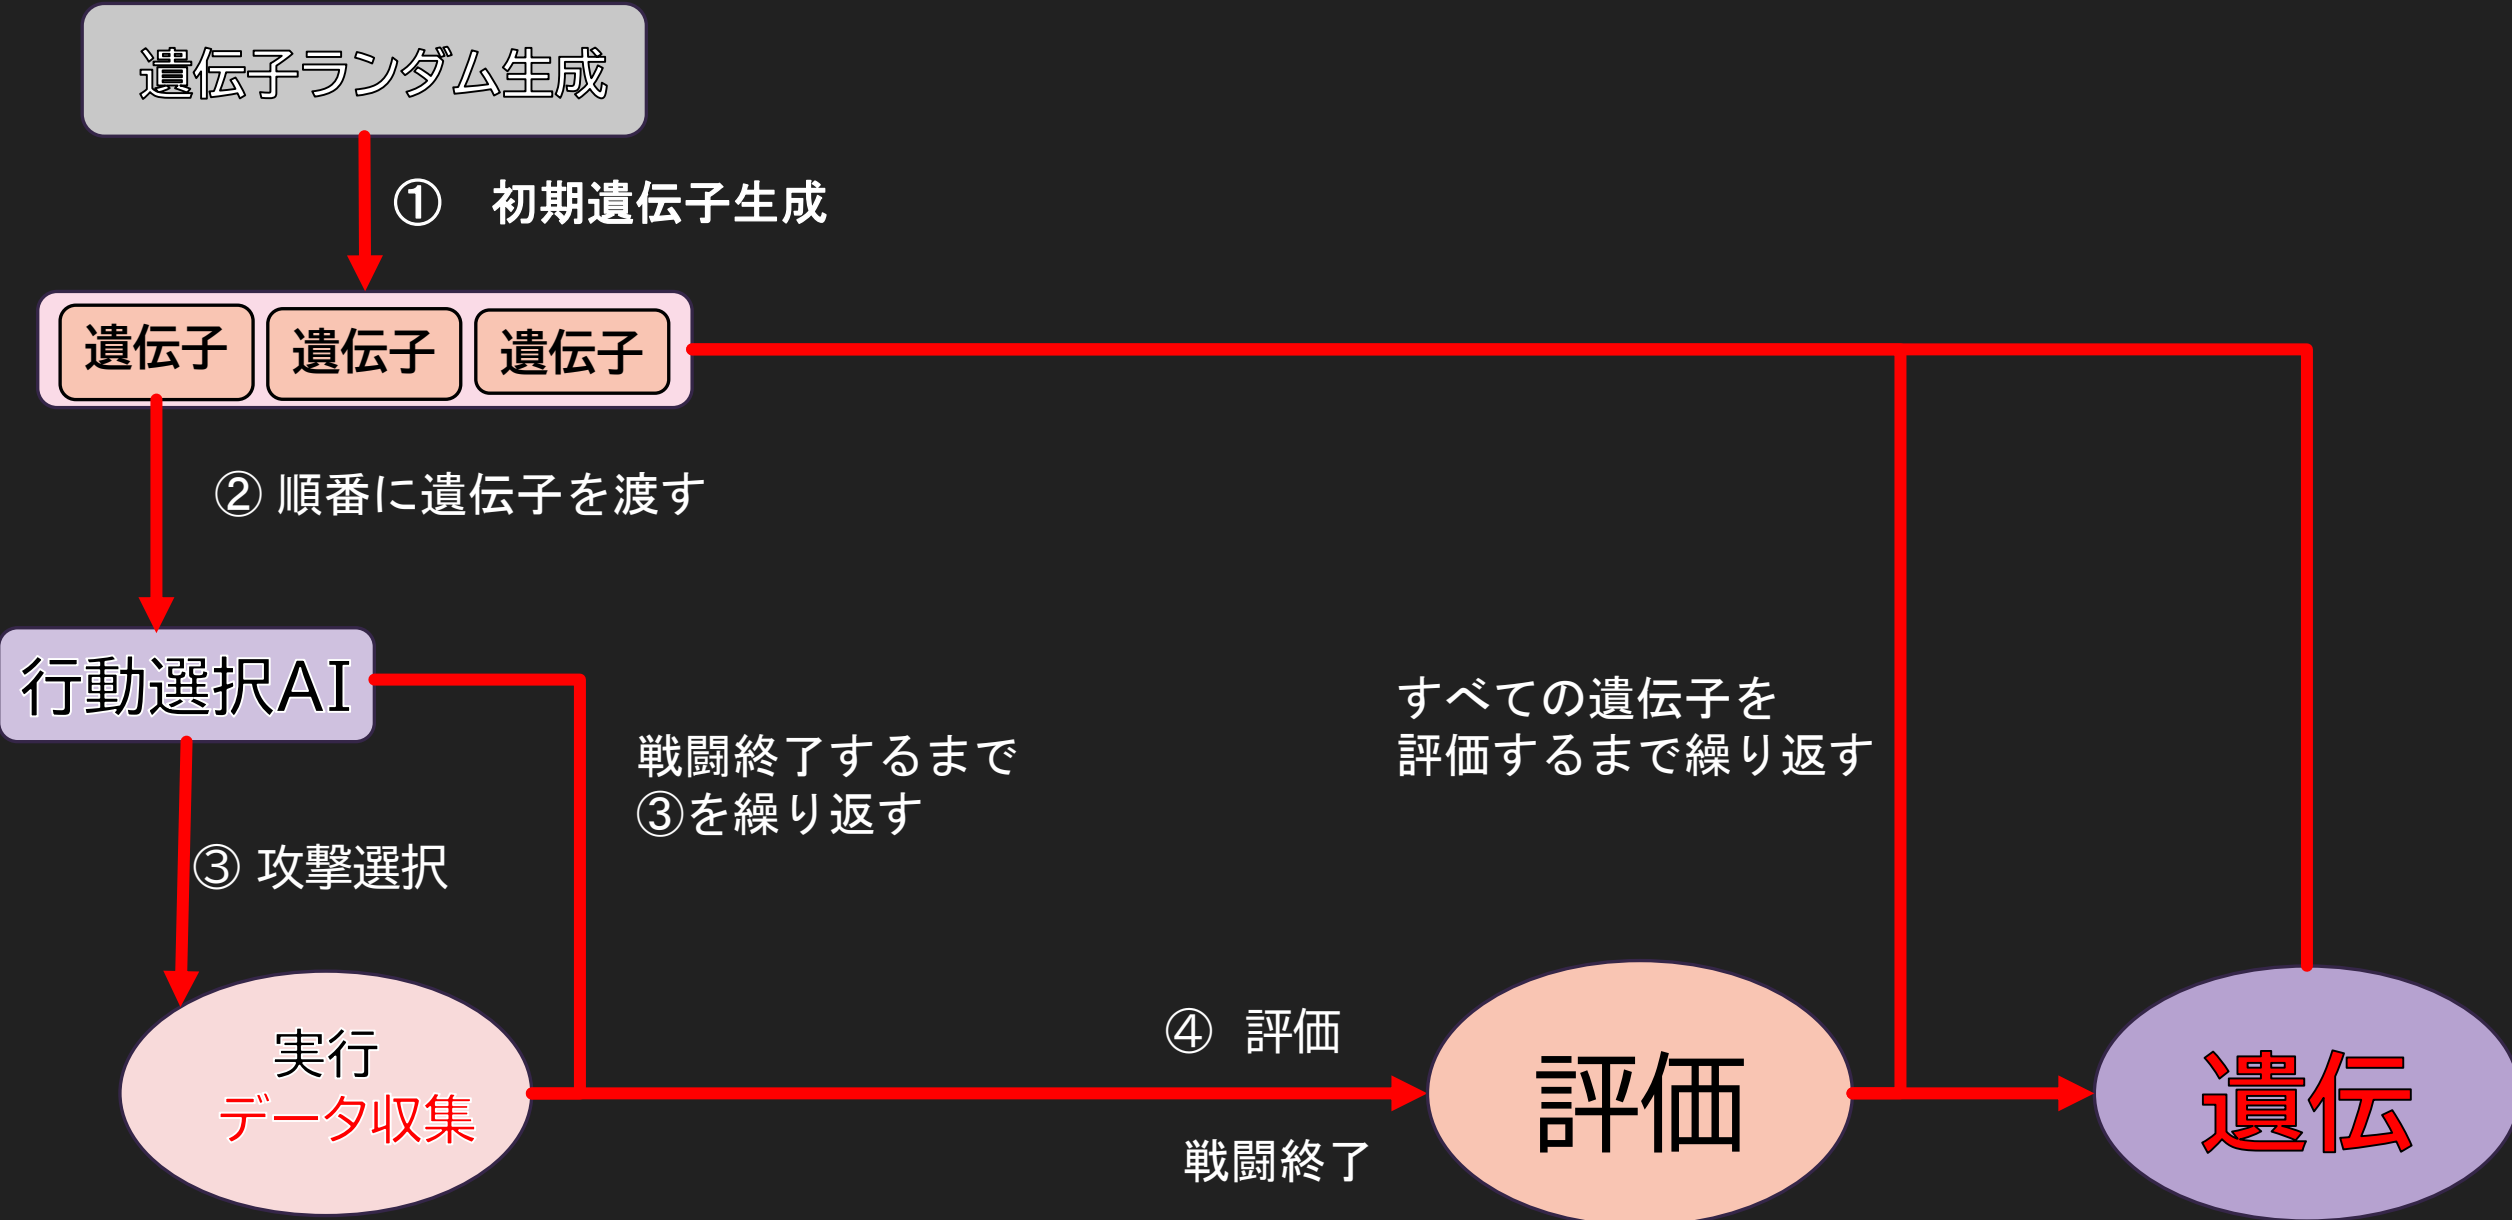 遺伝子ランダム生成
① 初期遺伝子生成
遺伝子 遺伝子 遺伝子
② 順番に遺伝子を渡す
行動選択AI
戦闘終了するまで
③を繰り返す
すべての遺伝子を
評価するまで繰り返す
③ 攻撃選択
実行
データ収集
④ 評価
戦闘終了
評価
遺伝